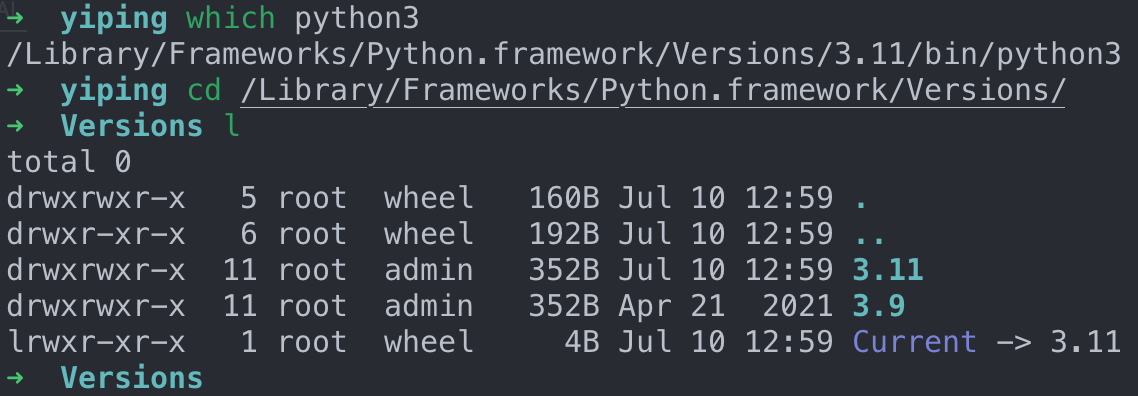 ➜  yiping which python3
/Library/Frameworks/Python.framework/Versions/3.11/bin/python3
➜  yiping cd /Library/Frameworks/Python.framework/Versions/
➜  Versions l
total 0
drwxrwxr-x   5 root  wheel   160B Jul 10 12:59 .
drwxr-xr-x   6 root  wheel   192B Jul 10 12:59 ..
drwxrwxr-x  11 root  admin   352B Jul 10 12:59 3.11
drwxrwxr-x  11 root  admin   352B Apr 21  2021 3.9
lrwxr-xr-x   1 root  wheel     4B Jul 10 12:59 Current -> 3.11
➜  Versions